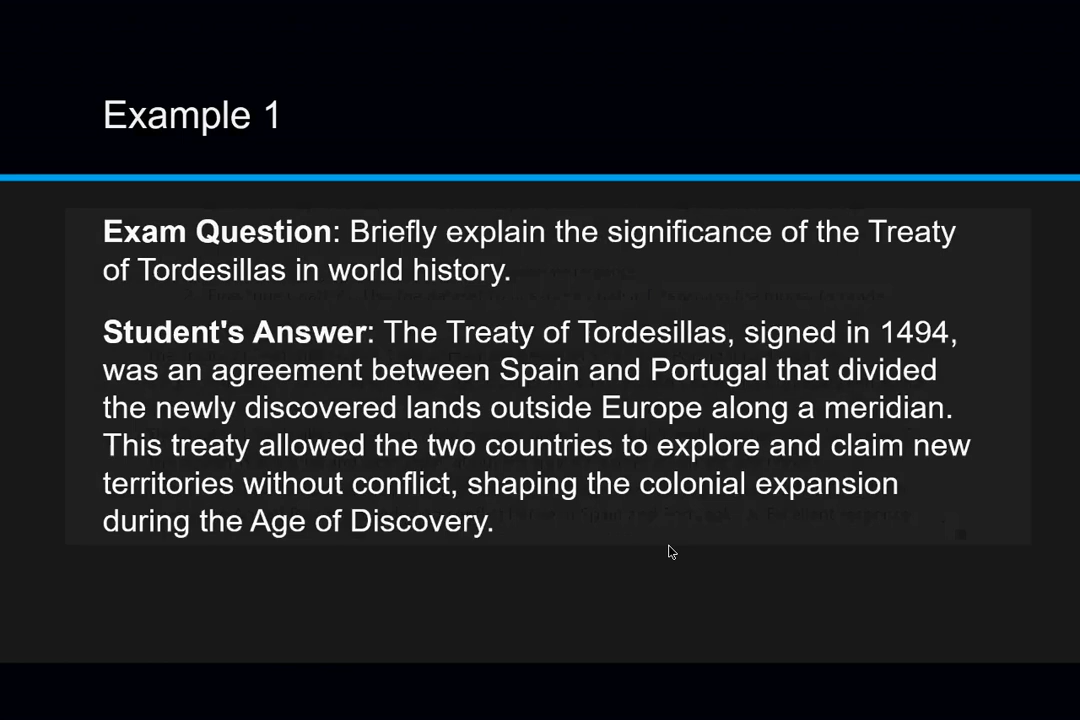 Example 1
Exam Question: Briefly explain the significance of the Treaty
of Tordesillas in world history.
Student's Answer: The Treaty of Tordesillas, signed in 1494,
was an agreement between Spain and Portugal that divided
the newly discovered lands outside Europe along a meridian.
This treaty allowed the two countries to explore and claim new
territories without conflict, shaping the colonial expansion
during the Age of Discovery.